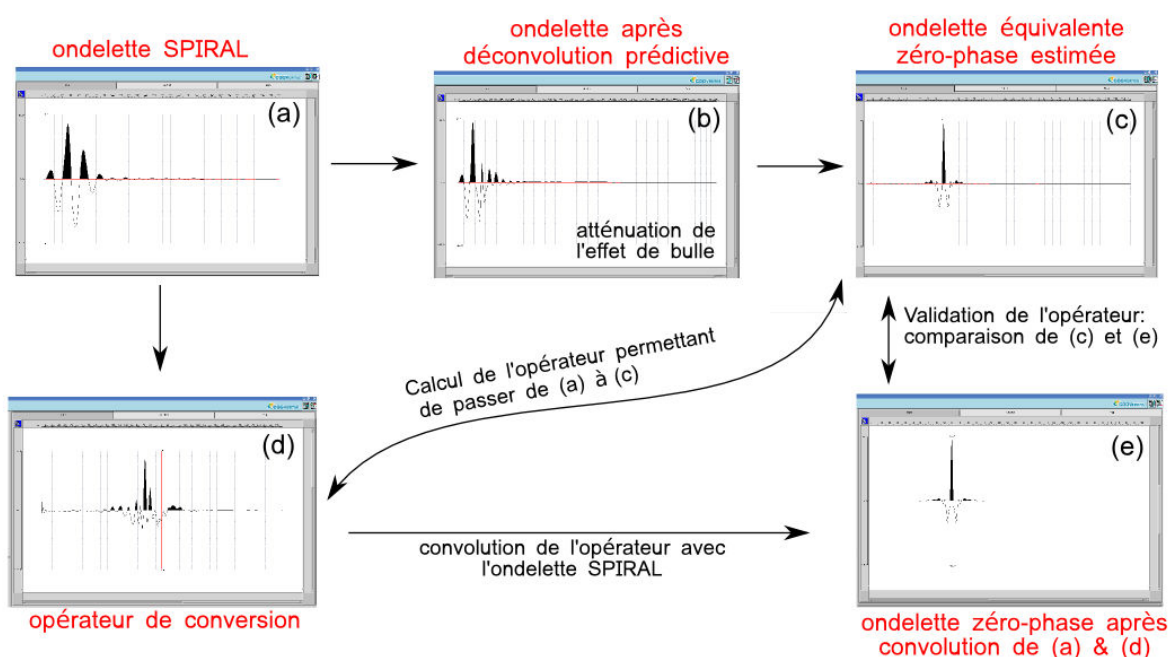 ondelette SPIRAL
ondelette après
déconvolution prédictive
ondelette équivalente
zéro-phase estimée
(a)
(b)
(c)
atténuation de
l'effet de bulle
Validation de l'opérateur:
comparaison de (c) et (e)
Calcul de l'opérateur permettant
de passer de (a) à (c)
(d)
(e)
convolution de l'opérateur avec
l'ondelette SPIRAL
opérateur de conversion
ondelette zéro-phase après
convolution de (a) & (d)